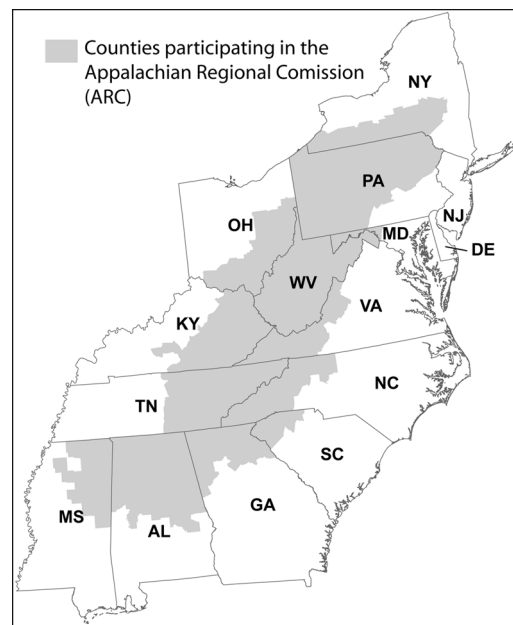 Counties participating in the
Appalachian Regional Comission
(ARC)
NY
PA
NJ
OH
MD
DE
WV
VA
KY
NC
TN
SC
GA
MS
AL